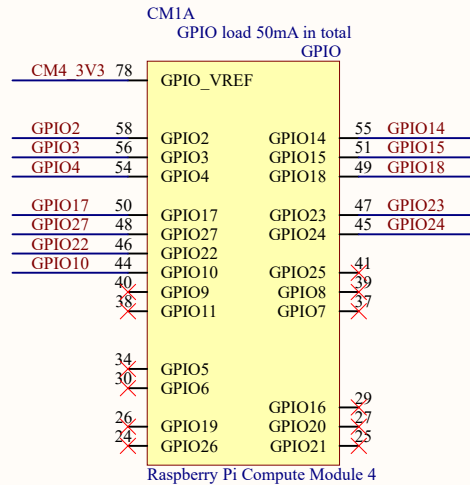 CM1A
GPIO load 50mA in total
GPIO
CM4_3V3 78 GPIO_VREF
GPIO2 58 GPIO2 GPIO14 55 GPIO14
GPIO3 56 GPIO3 GPIO15 51 GPIO15
GPIO4 54 GPIO4 GPIO18 49 GPIO18
GPIO17 50 GPIO17 GPIO23 47 GPIO23
GPIO27 48 GPIO27 GPIO24 45 GPIO24
GPIO22 46 GPIO22
GPIO10 44 GPIO10 GPIO25 41
40 GPIO9 GPIO8 39
38 GPIO11 GPIO7 37
34 GPIO5
30 GPIO6
GPIO16 29
26 GPIO19 GPIO20 27
24 GPIO26 GPIO21 25
Raspberry Pi Compute Module 4